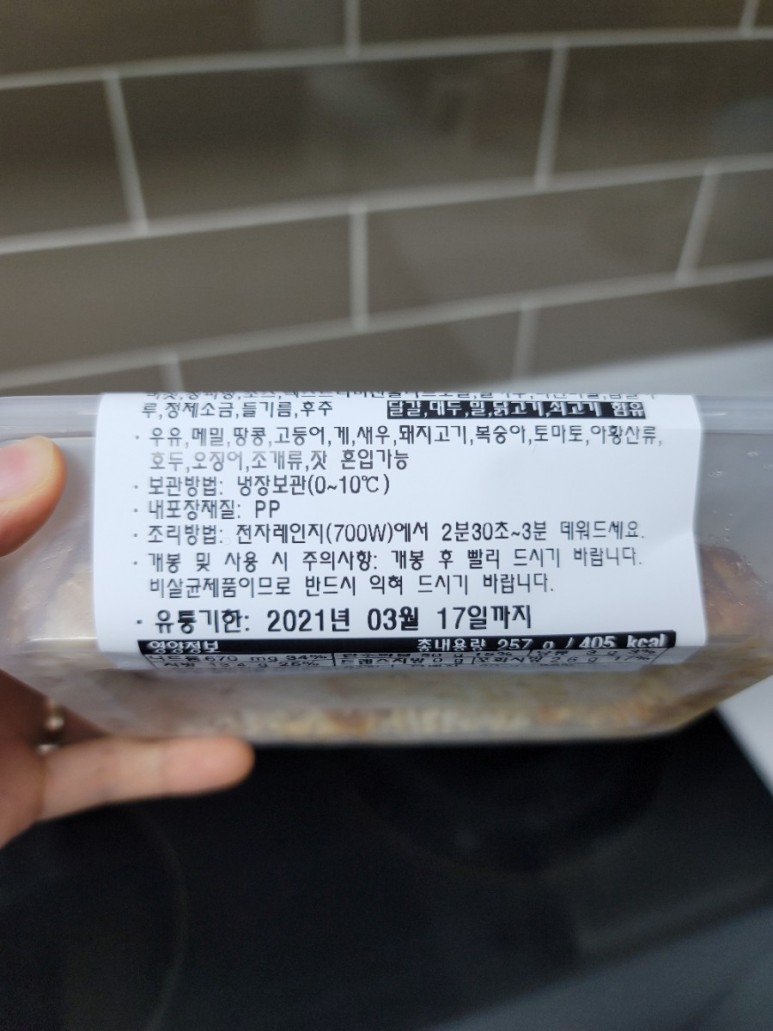 루,정제소금,들기름,후추 달걀,대두,밀,닭고기,쇠고기 함유
· 우유,메밀,땅콩,고등어,게,새우,돼지고기,복숭아,토마토,아황산류,
호두,오징어,조개류,잣 혼입가능
· 보관방법: 냉장보관(0~10℃)
· 내포장재질: PP
· 조리방법: 전자레인지(700W)에서 2분30초~3분 데워드세요.
· 개봉 및 사용 시 주의사항: 개봉 후 빨리 드시기 바랍니다.
비살균제품이므로 반드시 익혀 드시기 바랍니다.
· 유통기한: 2021년 03월 17일까지
영양정보 총내용량 257 g / 405 kcal
나트륨 670 mg 34%